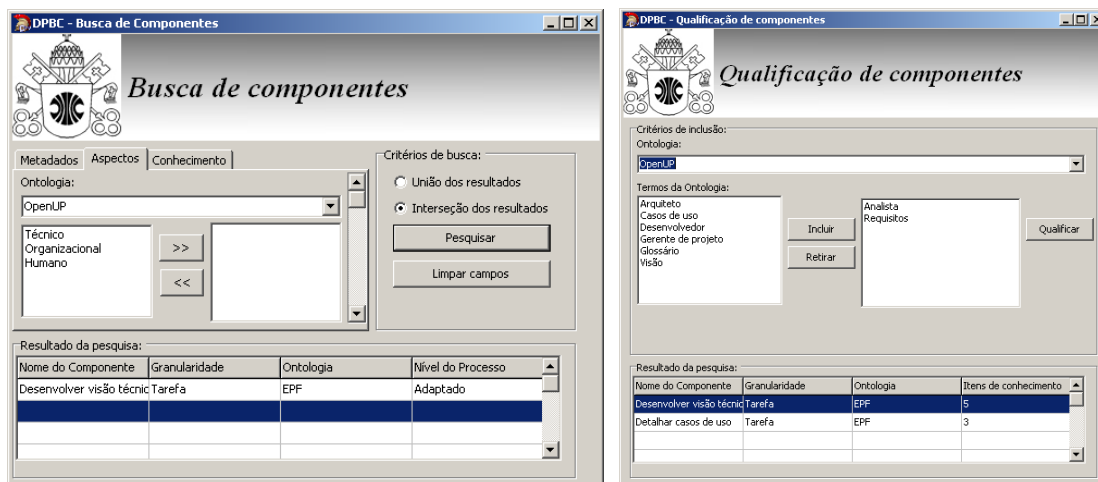 DPBC - Busca de Componentes
Busca de componentes
Metadados Aspectos Conhecimento
Ontologia:
OpenUP
Técnico
Organizacional
Humano
>>
<<
Critérios de busca:
União dos resultados
Interseção dos resultados
Pesquisar
Limpar campos
Resultado da pesquisa:
Nome do Componente Granularidade Ontologia Nível do Processo
Desenvolver visão técnic Tarefa EPF Adaptado
DPBC - Qualificação de componentes
Qualificação de componentes
Critérios de inclusão:
Ontologia:
OpenUP
Termos da Ontologia:
Arquiteto
Casos de uso
Desenvolvedor
Gerente de projeto
Glossário
Visão
Incluir
Retirar
Analista
Requisitos
Qualificar
Resultado da pesquisa:
Nome do Componente Granularidade Ontologia Itens de conhecimento
Desenvolver visão técnic Tarefa EPF 5
Detalhar casos de uso Tarefa EPF 3